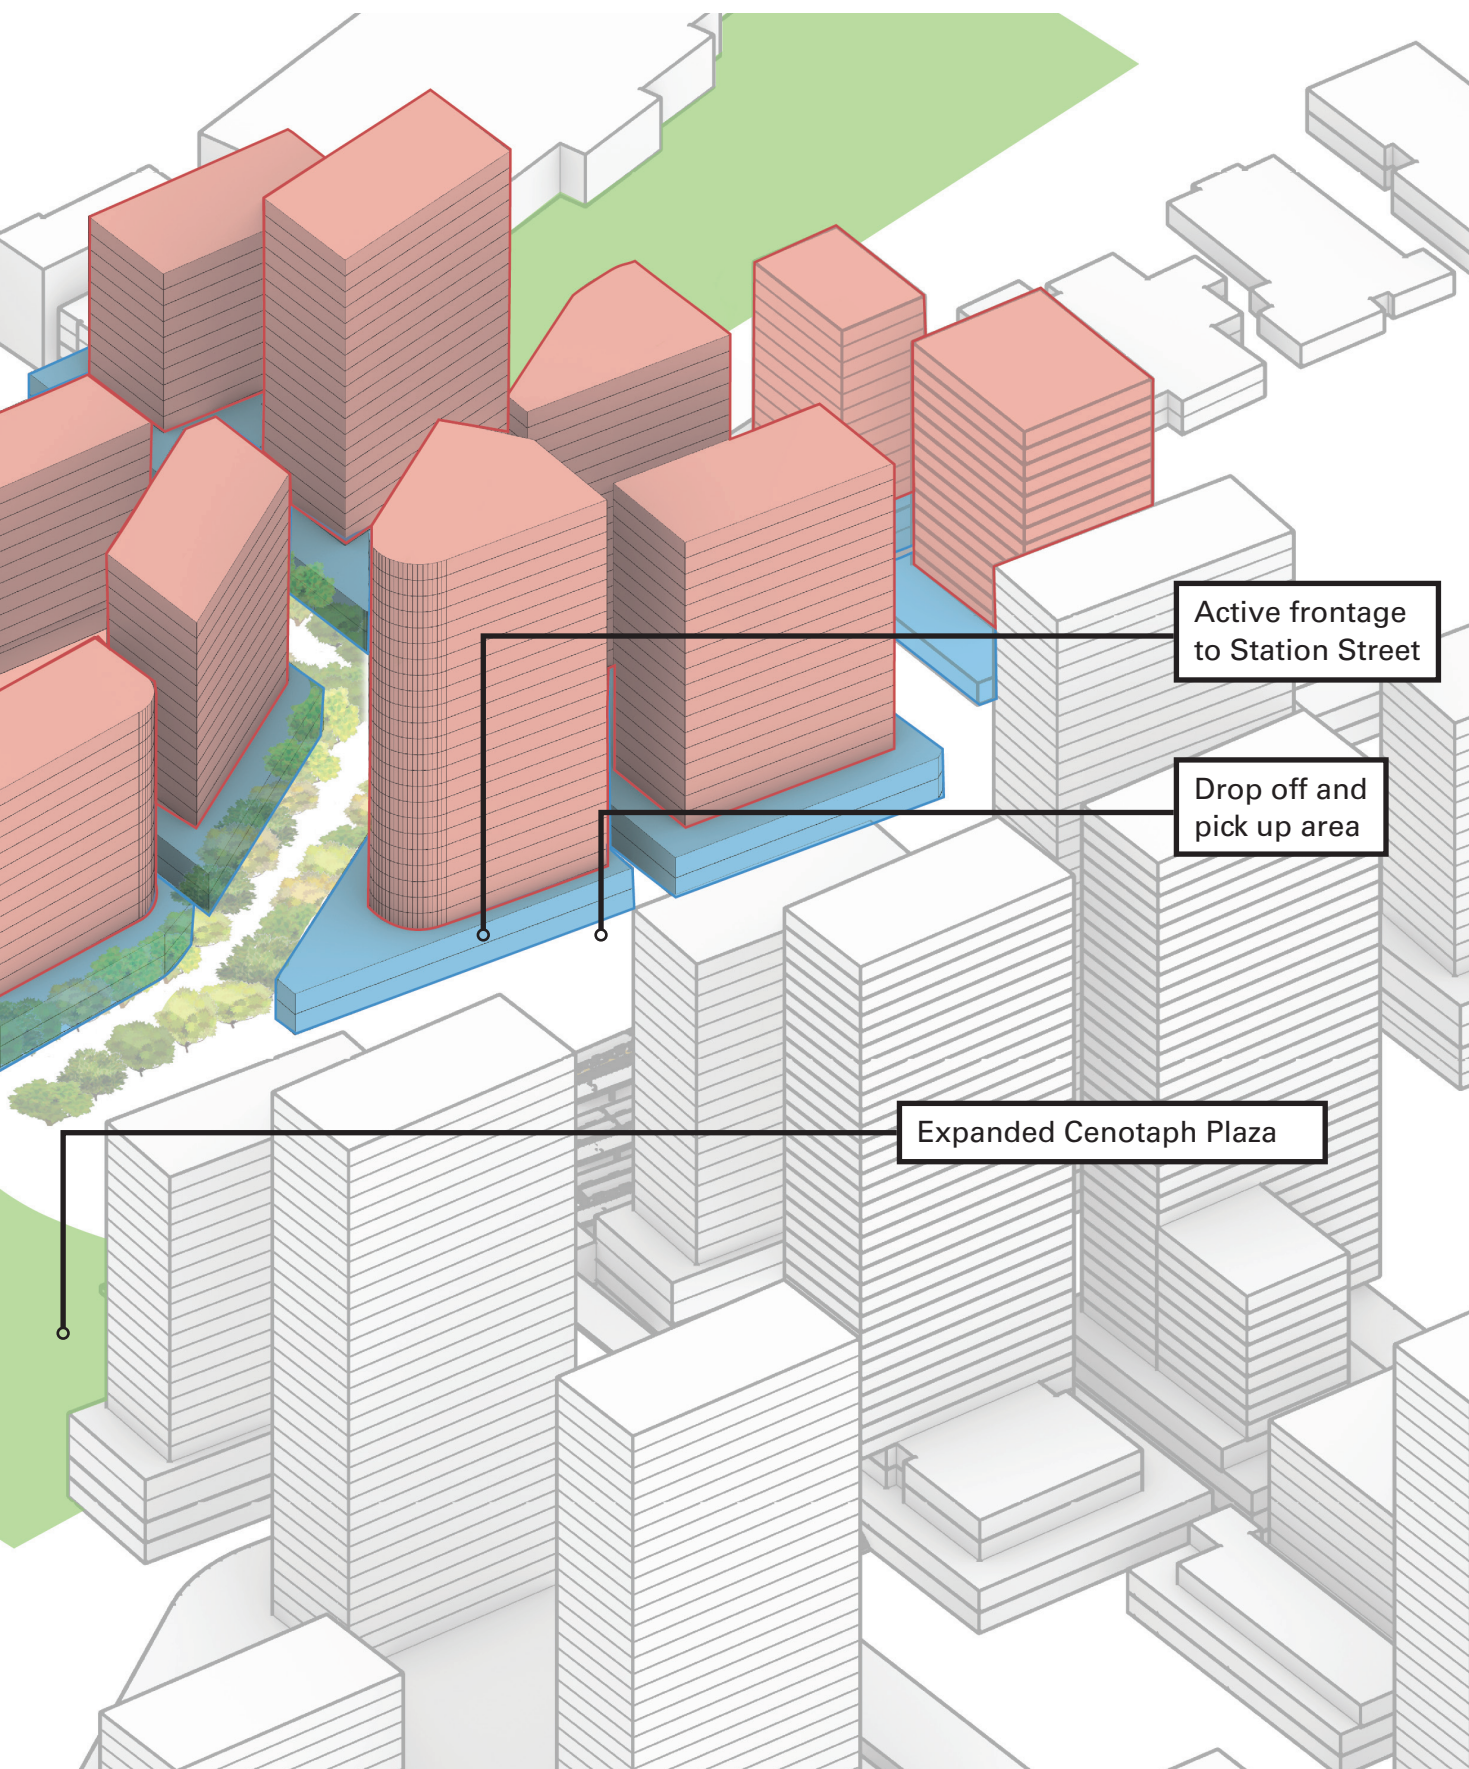 Active frontage
to Station Street
Drop off and
pick up area
Expanded Cenotaph Plaza